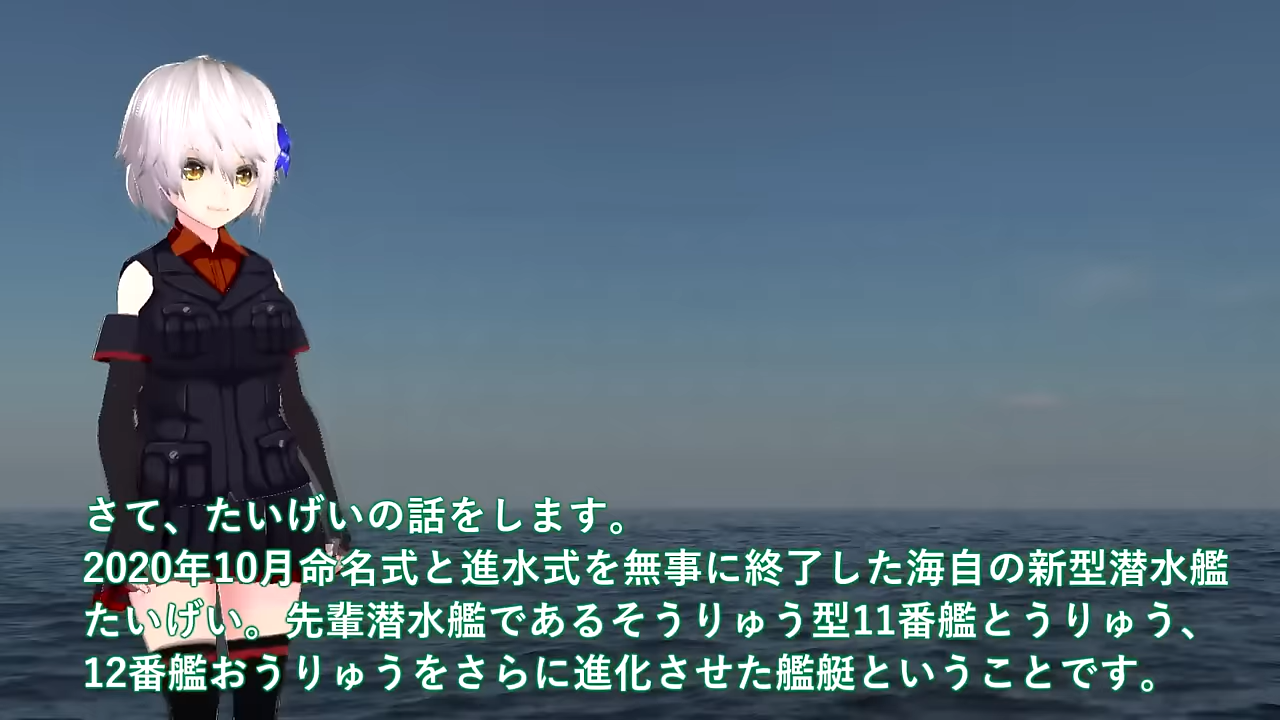 さて、たいげいの話をします。
2020年10月命名式と進水式を無事に終了した海自の新型潜水艦
たいげい。先輩潜水艦であるそうりゅう型11番艦とうりゅう、
12番艦おうりゅうをさらに進化させた艦艇ということです。